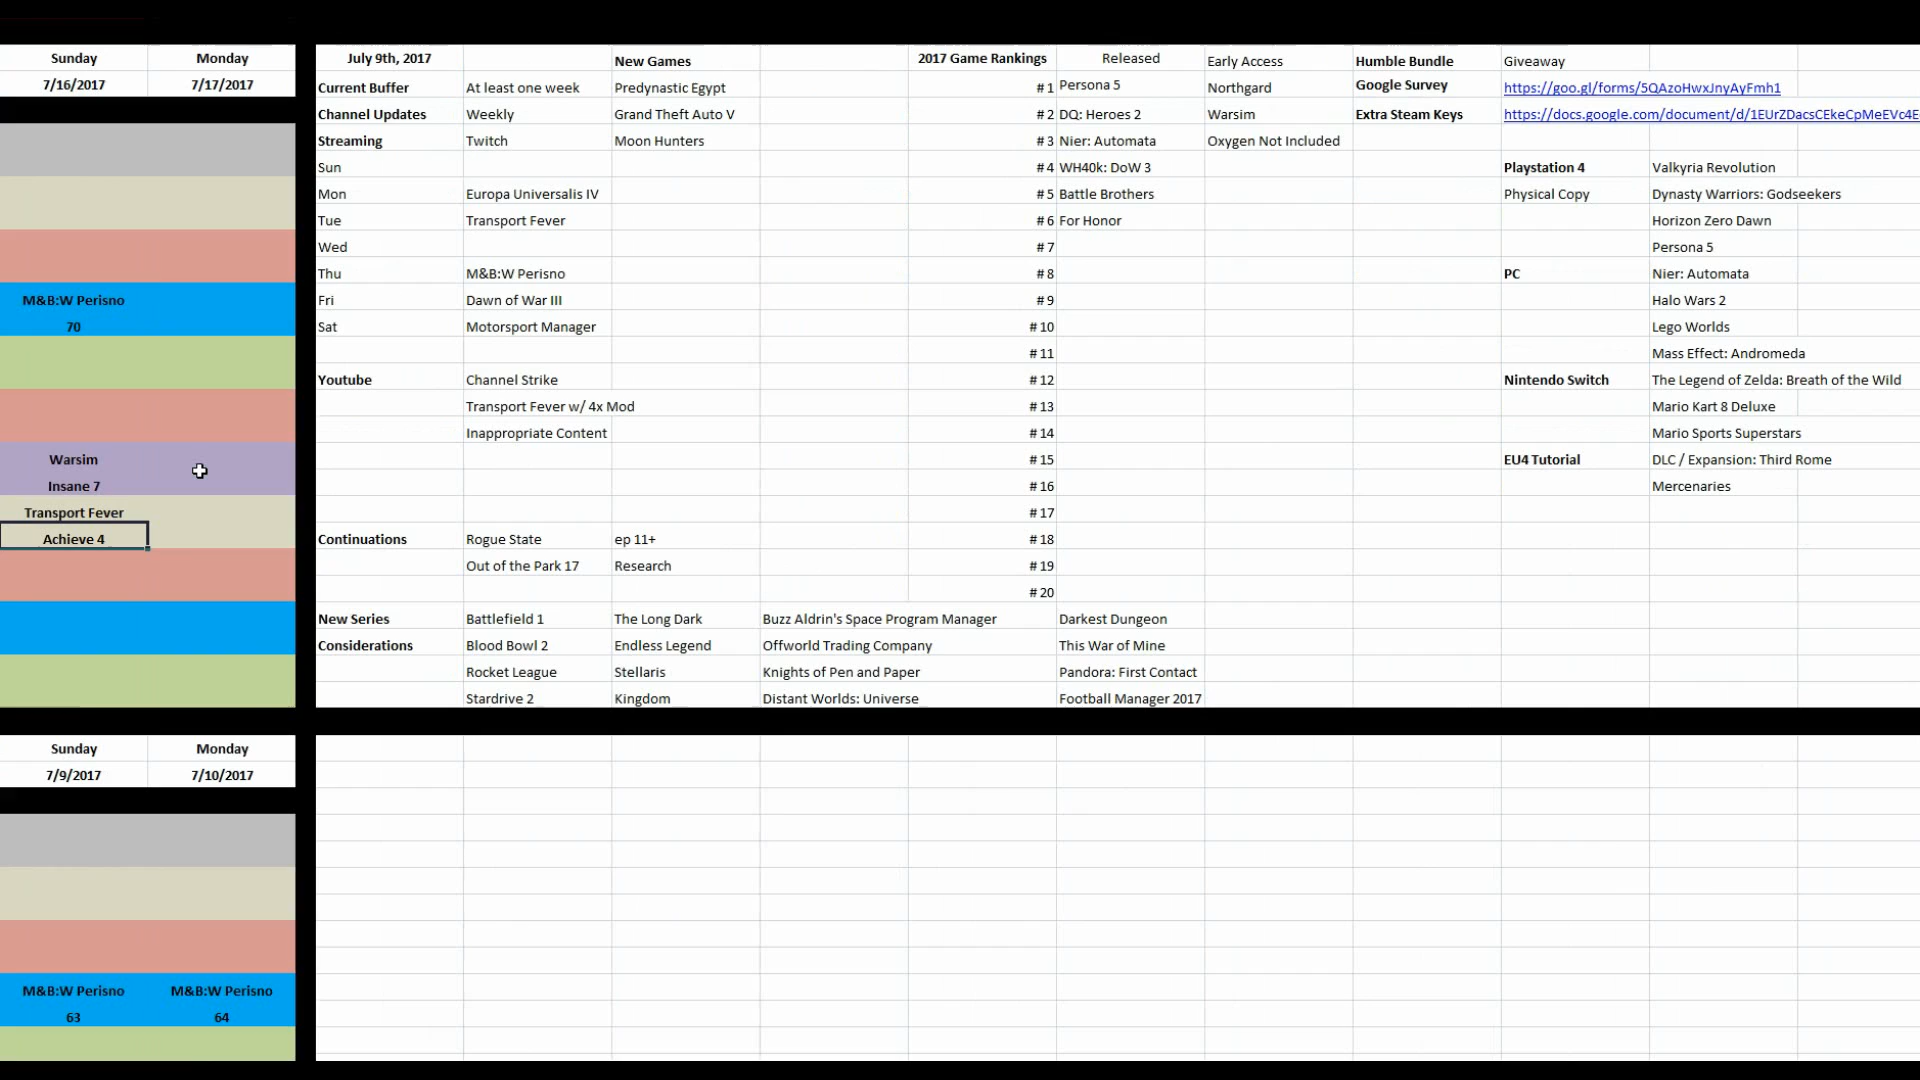 Sunday Monday
7/16/2017 7/17/2017
M&B:W Perisno
70
Warsim
Insane 7
Transport Fever
Achieve 4
Sunday Monday
7/9/2017 7/10/2017
M&B:W Perisno M&B:W Perisno
63 64
July 9th, 2017 New Games 2017 Game Rankings Released Early Access Humble Bundle Giveaway
Current Buffer At least one week Predynastic Egypt #1 Persona 5 Northgard Google Survey https://goo.gl/forms/5QAzoHwxJnyAyFmh1
Channel Updates Weekly Grand Theft Auto V #2 DQ: Heroes 2 Warsim Extra Steam Keys https://docs.google.com/document/d/1EUrZDacsCEkeCpMeEVc4E
Streaming Twitch Moon Hunters #3 Nier: Automata Oxygen Not Included
Sun #4 WH40k: DoW 3 Playstation 4 Valkyria Revolution
Mon Europa Universalis IV #5 Battle Brothers Physical Copy Dynasty Warriors: Godseekers
Tue Transport Fever #6 For Honor Horizon Zero Dawn
Wed #7 Persona 5
Thu M&B:W Perisno #8 PC Nier: Automata
Fri Dawn of War III #9 Halo Wars 2
Sat Motorsport Manager #10 Lego Worlds
#11 Mass Effect: Andromeda
Youtube Channel Strike #12 Nintendo Switch The Legend of Zelda: Breath of the Wild
Transport Fever w/ 4x Mod #13 Mario Kart 8 Deluxe
Inappropriate Content #14 Mario Sports Superstars
#15 EU4 Tutorial DLC / Expansion: Third Rome
#16 Mercenaries
#17
Continuations Rogue State ep 11+ #18
Out of the Park 17 Research #19
#20
New Series Battlefield 1 The Long Dark Buzz Aldrin's Space Program Manager Darkest Dungeon
Considerations Blood Bowl 2 Endless Legend Offworld Trading Company This War of Mine
Rocket League Stellaris Knights of Pen and Paper Pandora: First Contact
Stardrive 2 Kingdom Distant Worlds: Universe Football Manager 2017